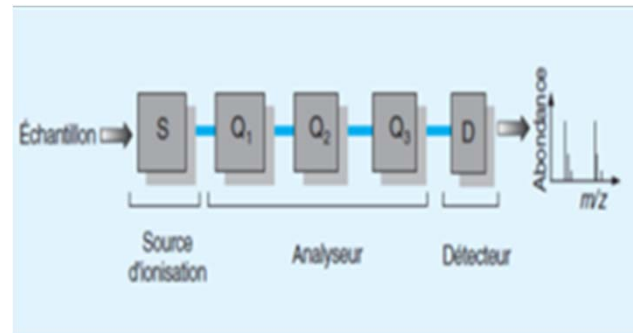 Échantillon
S
Q1
Q2
Q3
D
Abondance
m/z
Source
d'ionisation
Analyseur
Détecteur